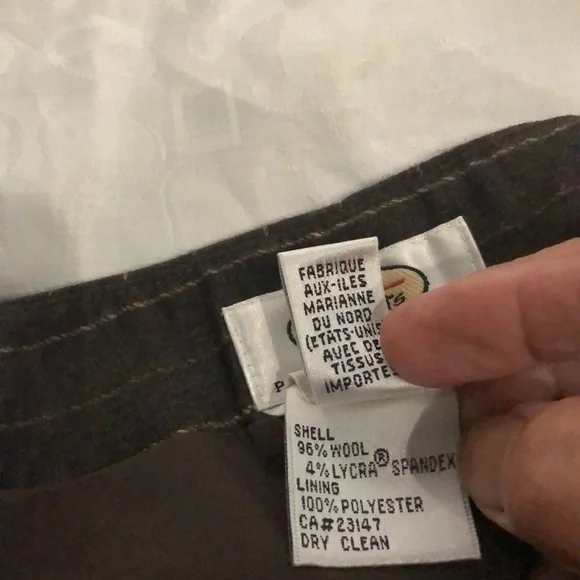 FABRIQUE
AUX-ILES
MARIANNE
DU NORD
(ETATS-UNIS
AVEC DE
TISSUS
IMPORTE
SHELL
96% WOOL
4% LYCRA® SPANDEX
LINING
100% POLYESTER
CA#23147
DRY CLEAN